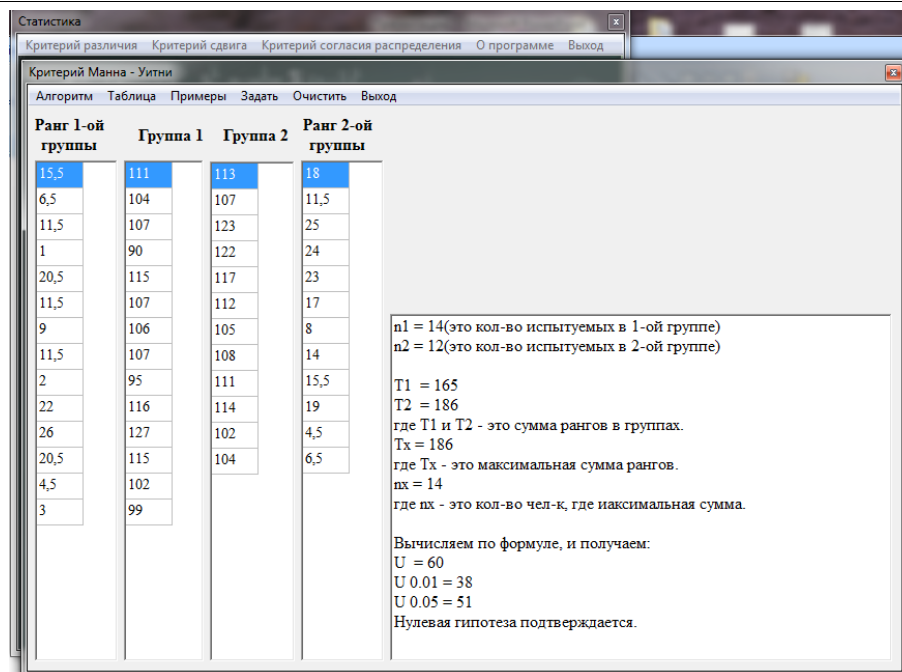 Статистика
Критерий различия Критерий сдвига Критерий согласия распределения О программе Выход
Критерий Манна - Уитни
Алгоритм Таблица Примеры Задать Очистить Выход
Ранг 1-ой группы Группа 1 Группа 2 Ранг 2-ой группы
15,5 111 113 18
6,5 104 107 11,5
11,5 107 123 25
1 90 122 24
20,5 115 117 23
11,5 107 112 17
9 106 105 8
11,5 107 108 14
2 95 111 15,5
22 116 114 19
26 127 102 4,5
20,5 115 104 6,5
4,5 102
3 99
n1 = 14(это кол-во испытуемых в 1-ой группе)
n2 = 12(это кол-во испытуемых в 2-ой группе)
T1 = 165
T2 = 186
где T1 и T2 - это сумма рангов в группах.
Tx = 186
где Tx - это максимальная сумма рангов.
nx = 14
где nx - это кол-во чел-к, где иаксимальная сумма.
Вычисляем по формуле, и получаем:
U = 60
U 0.01 = 38
U 0.05 = 51
Нулевая гипотеза подтверждается.